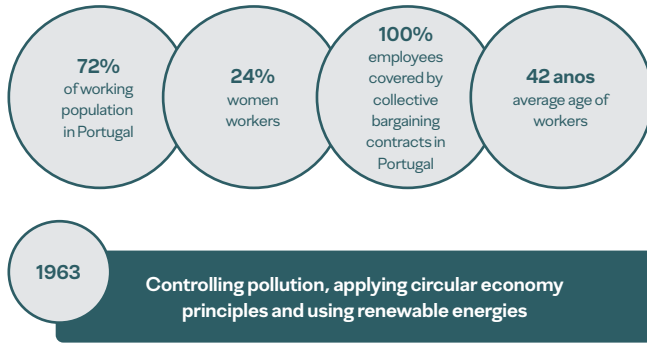 72%
of working
population
in Portugal
24%
women
workers
100%
employees
covered by
collective
bargaining
contracts in
Portugal
42 anos
average age of
workers
1963
Controlling pollution, applying circular economy
principles and using renewable energies